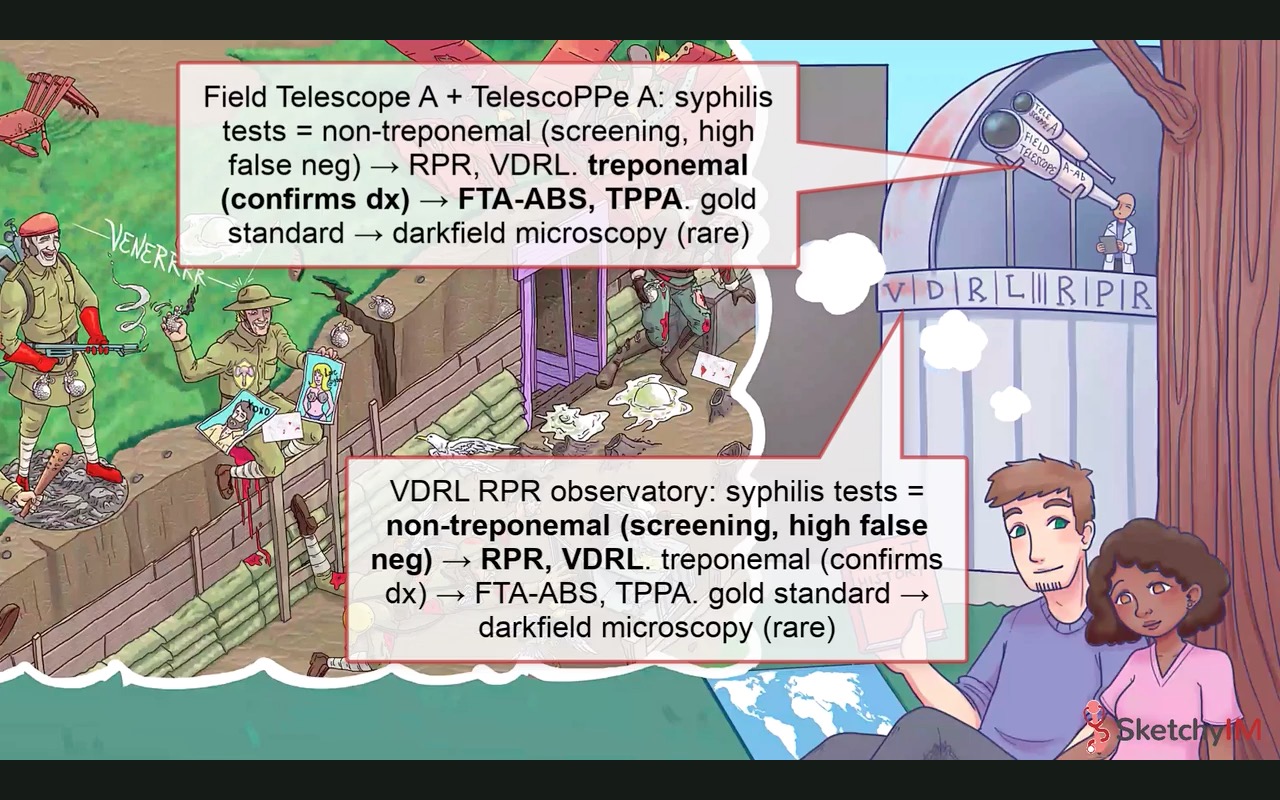 Field Telescope A + TelescoPPe A: syphilis
tests = non-treponemal (screening, high
false neg) → RPR, VDRL. treponemal
(confirms dx) → FTA-ABS, TPPA. gold
standard → darkfield microscopy (rare)
TELE
SCOPPE A
FIELD
TELESCOPE
A-Ab
VENERRRR
V D R L R P R
XOXO
VDRL RPR observatory: syphilis tests =
non-treponemal (screening, high false
neg) → RPR, VDRL. treponemal (confirms
dx) → FTA-ABS, TPPA. gold standard →
darkfield microscopy (rare)
HISTORY
SketchyIM